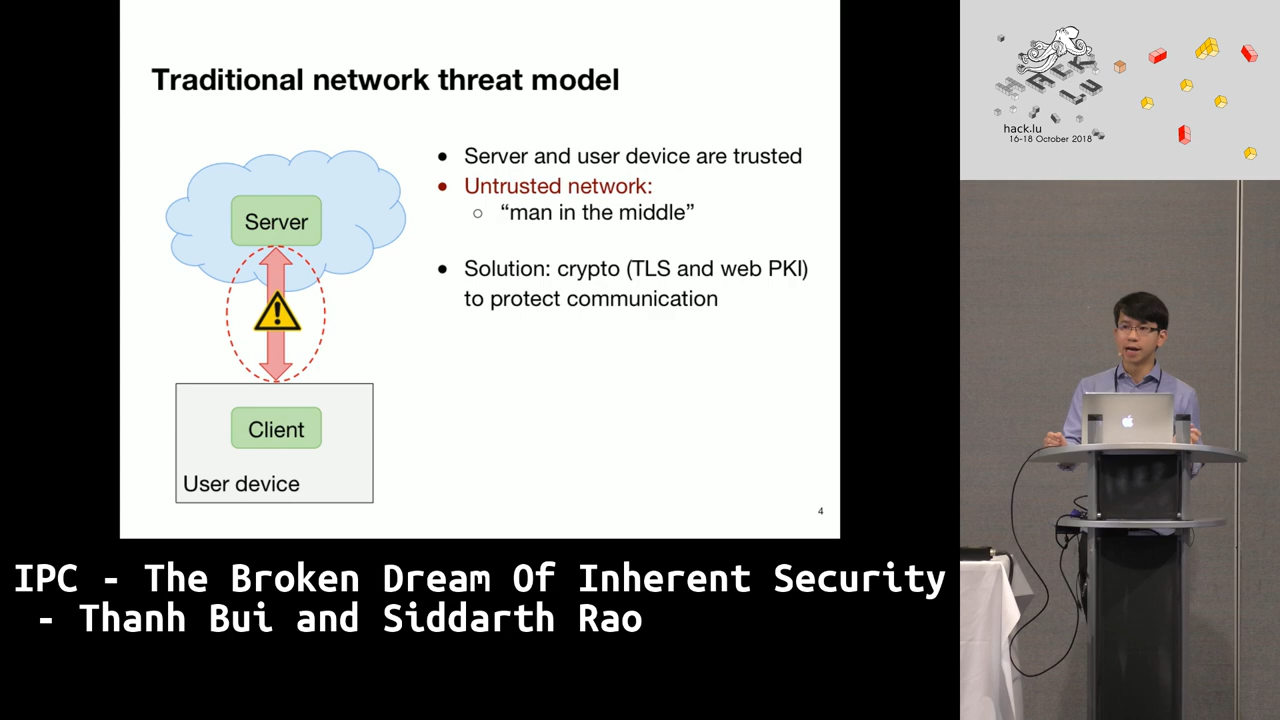 Traditional network threat model
Server
Client
User device
● Server and user device are trusted
● Untrusted network:
○ “man in the middle”
● Solution: crypto (TLS and web PKI)
to protect communication
4
HACK
LU
hack.lu
16-18 October 2018
IPC - The Broken Dream Of Inherent Security
- Thanh Bui and Siddarth Rao